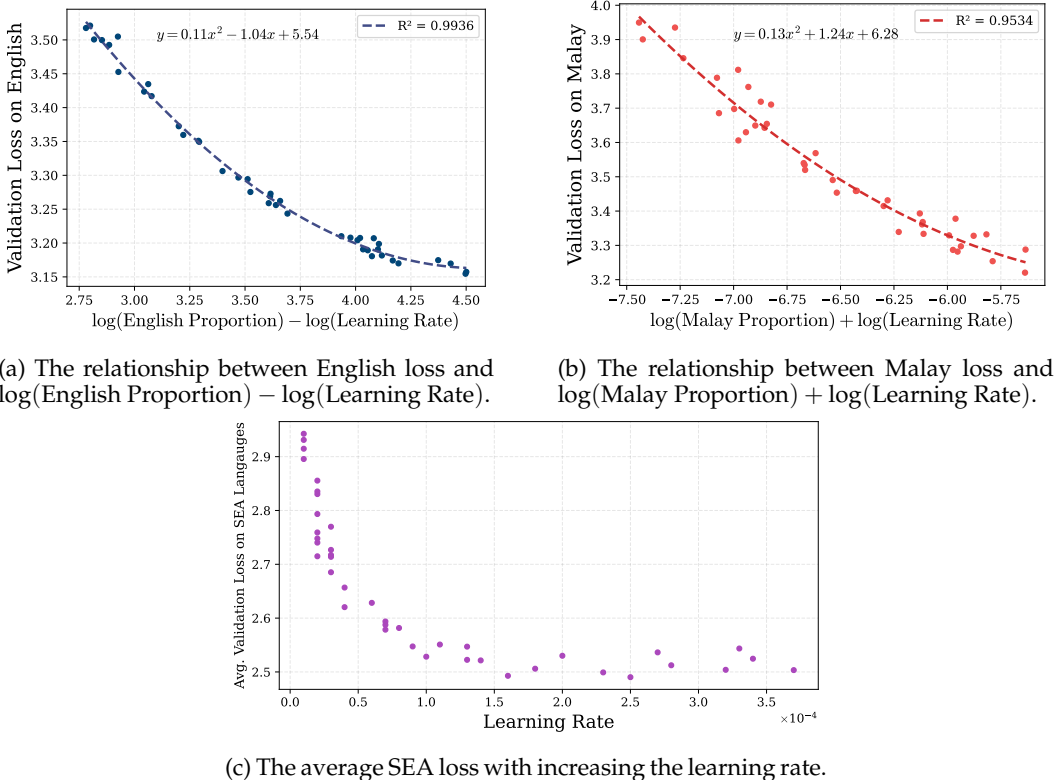 Validation Loss on English
3.50
3.45
3.40
3.35
3.30
3.25
3.20
3.15
y = 0.11x² − 1.04x + 5.54
R² = 0.9936
2.75 3.00 3.25 3.50 3.75 4.00 4.25 4.50
log(English Proportion) − log(Learning Rate)
Validation Loss on Malay
4.0
3.9
3.8
3.7
3.6
3.5
3.4
3.3
3.2
y = 0.13x² + 1.24x + 6.28
R² = 0.9534
−7.50 −7.25 −7.00 −6.75 −6.50 −6.25 −6.00 −5.75
log(Malay Proportion) + log(Learning Rate)
a) The relationship between English loss and
log(English Proportion) − log(Learning Rate).
(b) The relationship between Malay loss and
log(Malay Proportion) + log(Learning Rate).
Avg. Validation Loss on SEA Langauges
2.9
2.8
2.7
2.6
2.5
0.0 0.5 1.0 1.5 2.0 2.5 3.0 3.5
×10⁻⁴
Learning Rate
(c) The average SEA loss with increasing the learning rate.